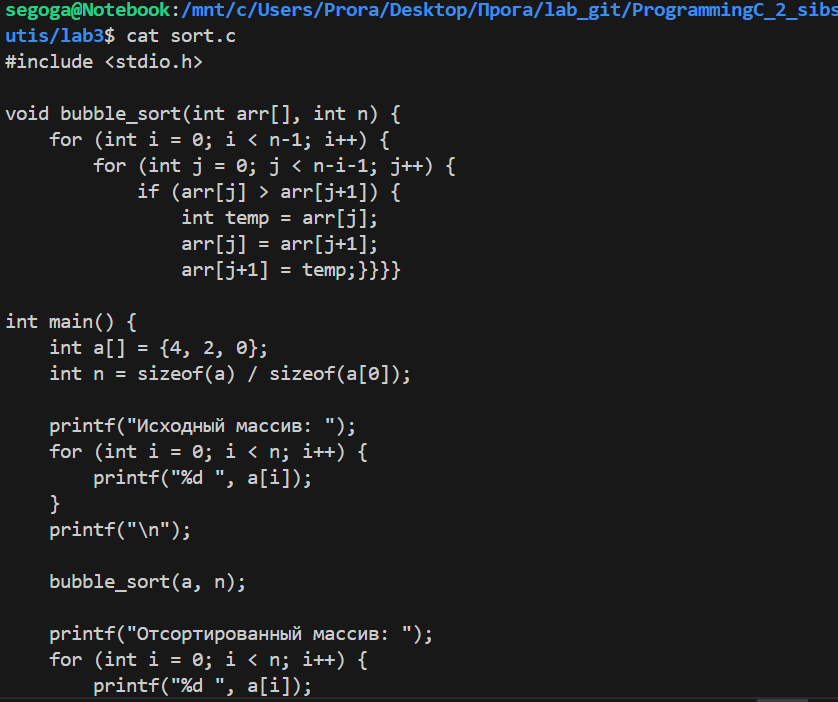 segoga@Notebook:/mnt/c/Users/Prora/Desktop/Прога/lab_git/ProgrammingC_2_sibs
utis/lab3$ cat sort.c
#include <stdio.h>

void bubble_sort(int arr[], int n) {
    for (int i = 0; i < n-1; i++) {
        for (int j = 0; j < n-i-1; j++) {
            if (arr[j] > arr[j+1]) {
                int temp = arr[j];
                arr[j] = arr[j+1];
                arr[j+1] = temp;}}}}

int main() {
    int a[] = {4, 2, 0};
    int n = sizeof(a) / sizeof(a[0]);

    printf("Исходный массив: ");
    for (int i = 0; i < n; i++) {
        printf("%d ", a[i]);
    }
    printf("\n");

    bubble_sort(a, n);

    printf("Отсортированный массив: ");
    for (int i = 0; i < n; i++) {
        printf("%d ", a[i]);